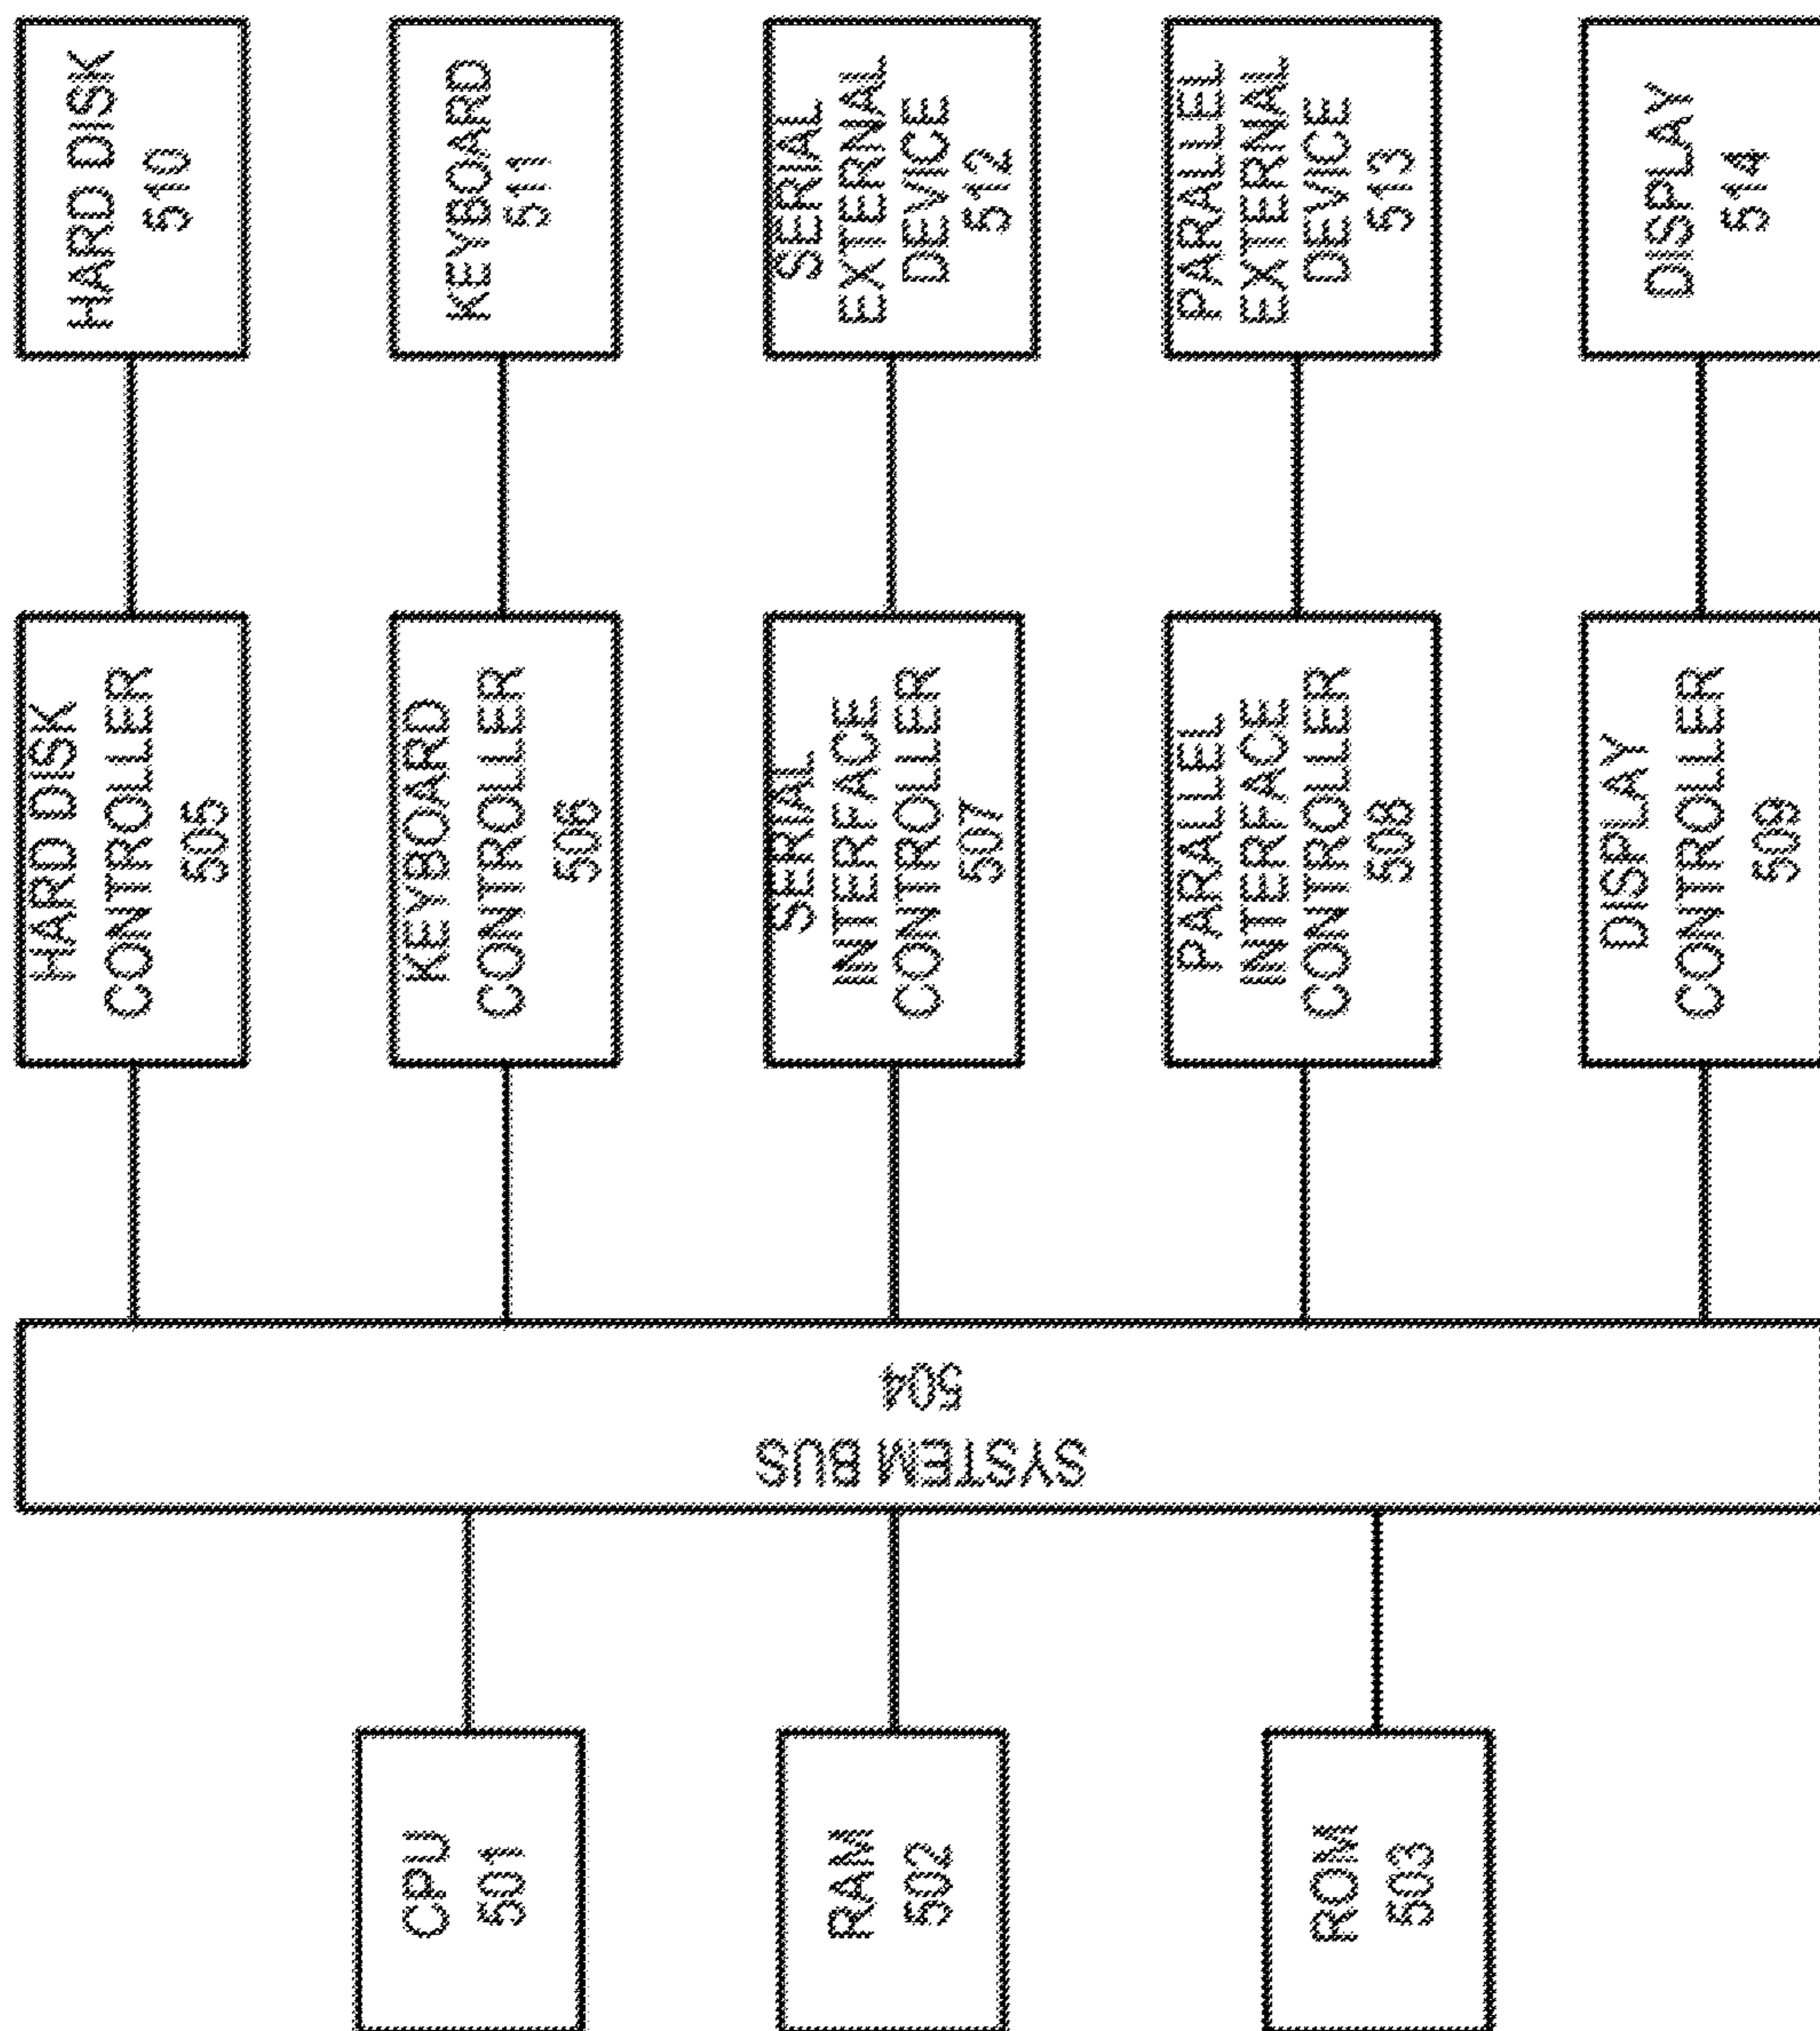 HARD DISK
510
KEYBOARD
511
SERIAL
EXTERNAL
DEVICE
512
PARALLEL
EXTERNAL
DEVICE
513
DISPLAY
514
HARD DISK
CONTROLLER
505
KEYBOARD
CONTROLLER
506
SERIAL
INTERFACE
CONTROLLER
507
PARALLEL
INTERFACE
CONTROLLER
508
DISPLAY
CONTROLLER
509
SYSTEM BUS
504
CPU
501
RAM
502
ROM
503